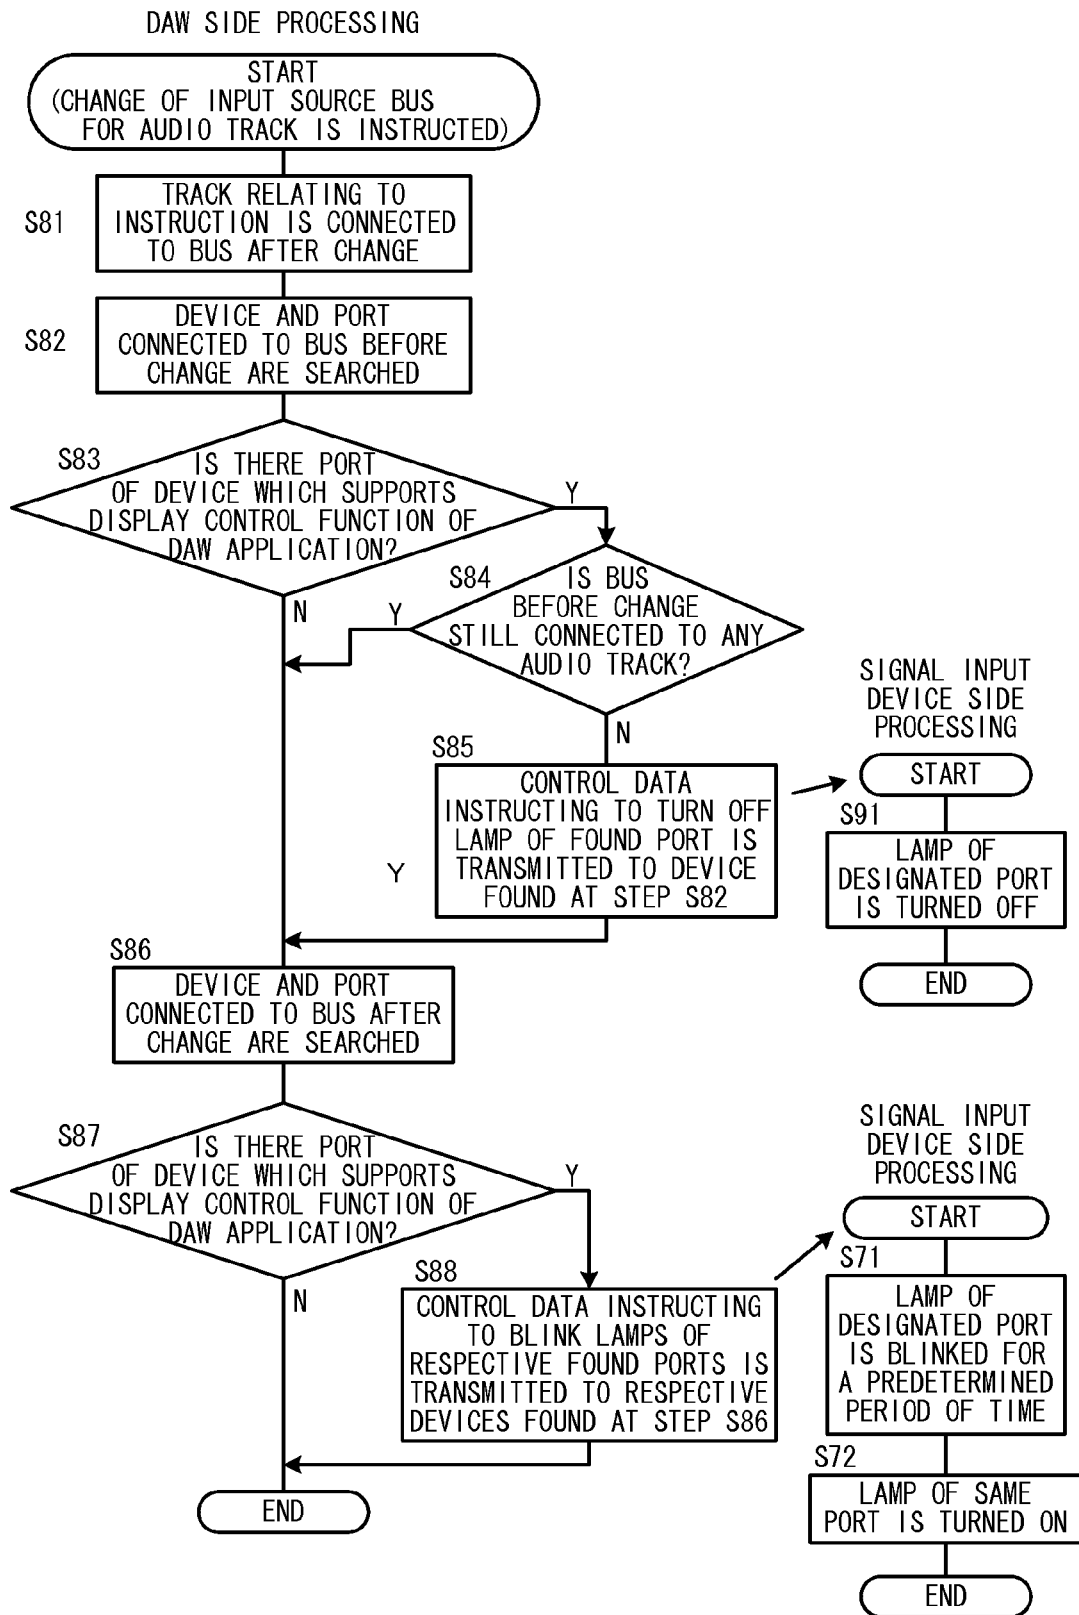 DAW SIDE PROCESSING
START
(CHANGE OF INPUT SOURCE BUS
FOR AUDIO TRACK IS INSTRUCTED)
S81
TRACK RELATING TO
INSTRUCTION IS CONNECTED
TO BUS AFTER CHANGE
S82
DEVICE AND PORT
CONNECTED TO BUS BEFORE
CHANGE ARE SEARCHED
S83
IS THERE PORT
OF DEVICE WHICH SUPPORTS
DISPLAY CONTROL FUNCTION OF
DAW APPLICATION?
Y
N
S84
IS BUS
BEFORE CHANGE
STILL CONNECTED TO ANY
AUDIO TRACK?
Y
N
S85
CONTROL DATA
INSTRUCTING TO TURN OFF
LAMP OF FOUND PORT IS
TRANSMITTED TO DEVICE
FOUND AT STEP S82
Y
SIGNAL INPUT
DEVICE SIDE
PROCESSING
START
S91
LAMP OF
DESIGNATED PORT
IS TURNED OFF
END
S86
DEVICE AND PORT
CONNECTED TO BUS AFTER
CHANGE ARE SEARCHED
S87
IS THERE PORT
OF DEVICE WHICH SUPPORTS
DISPLAY CONTROL FUNCTION OF
DAW APPLICATION?
Y
N
S88
CONTROL DATA INSTRUCTING
TO BLINK LAMPS OF
RESPECTIVE FOUND PORTS IS
TRANSMITTED TO RESPECTIVE
DEVICES FOUND AT STEP S86
END
SIGNAL INPUT
DEVICE SIDE
PROCESSING
START
S71
LAMP OF
DESIGNATED PORT
IS BLINKED FOR
A PREDETERMINED
PERIOD OF TIME
S72
LAMP OF SAME
PORT IS TURNED ON
END